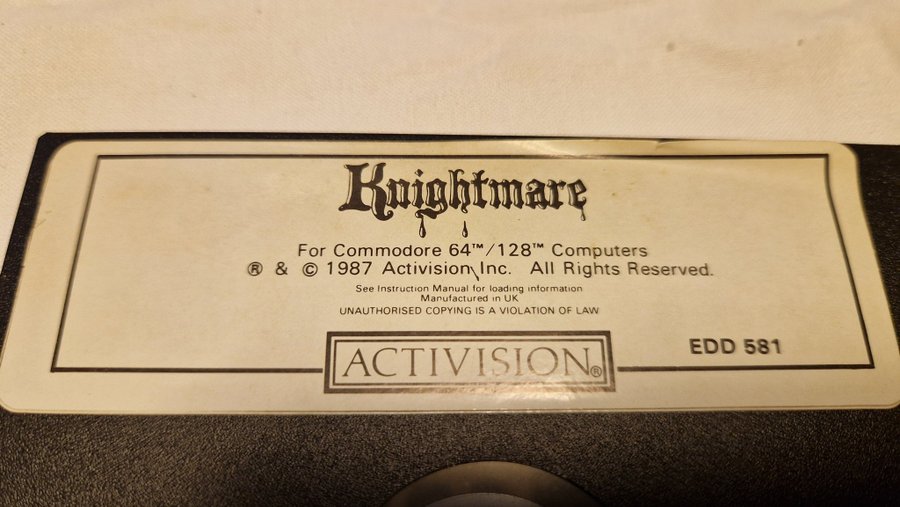 Knightmare
For Commodore 64™/128™ Computers
® & © 1987 Activision, Inc. All Rights Reserved.
See Instruction Manual for loading information
Manufactured in UK
UNAUTHORISED COPYING IS A VIOLATION OF LAW
ACTIVISION®
EDD 581